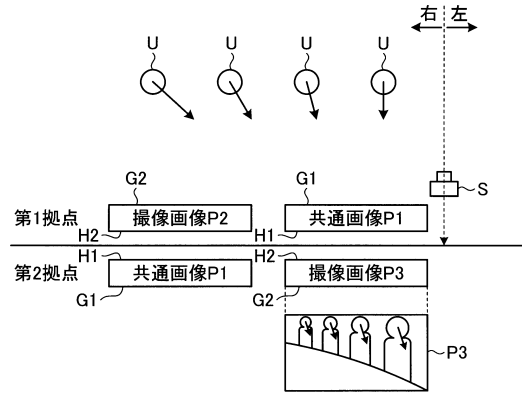 右 左
U U U U
S
G2 G1
第1拠点 撮像画像P2 共通画像P1
H2 H1
H1 H2
第2拠点 共通画像P1 撮像画像P3
G1 G2
P3